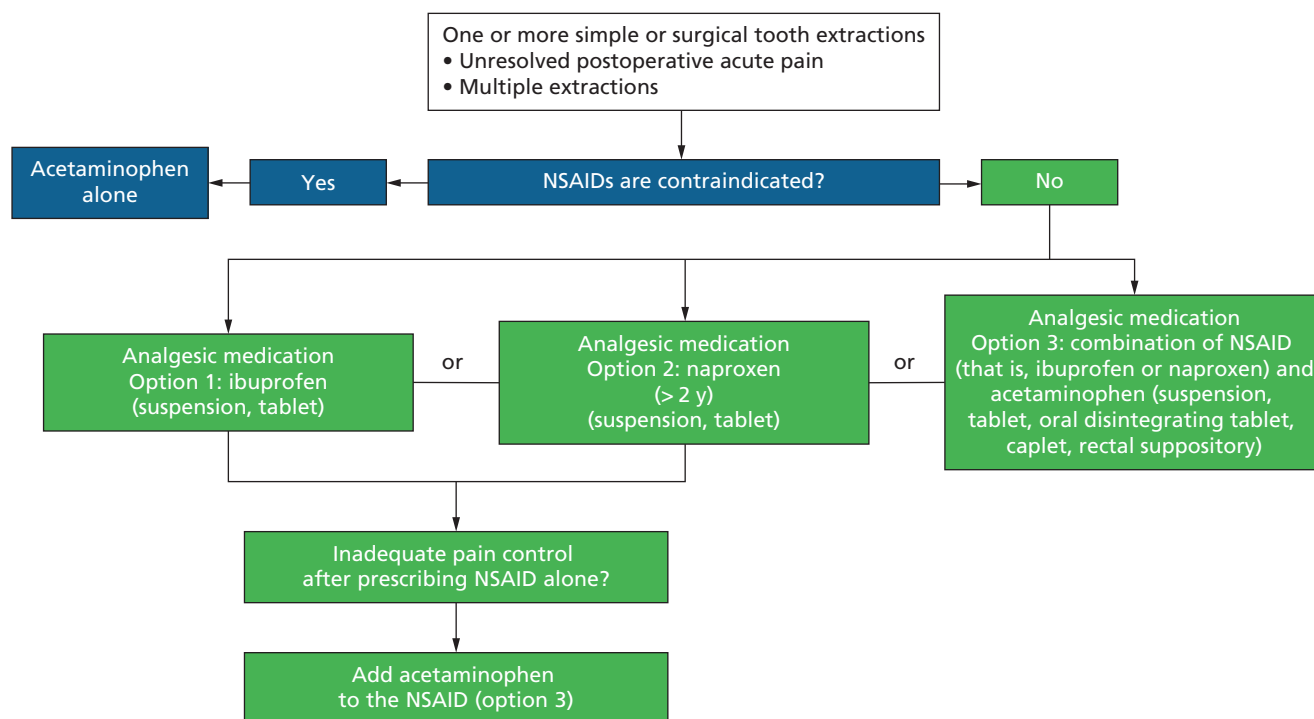 One or more simple or surgical tooth extractions
• Unresolved postoperative acute pain
• Multiple extractions
Acetaminophen
alone
Yes
NSAIDs are contraindicated?
No
Analgesic medication
Option 1: ibuprofen
(suspension, tablet)
or
Analgesic medication
Option 2: naproxen
(> 2 y)
(suspension, tablet)
or
Analgesic medication
Option 3: combination of NSAID
(that is, ibuprofen or naproxen) and
acetaminophen (suspension,
tablet, oral disintegrating tablet,
caplet, rectal suppository)
Inadequate pain control
after prescribing NSAID alone?
Add acetaminophen
to the NSAID (option 3)